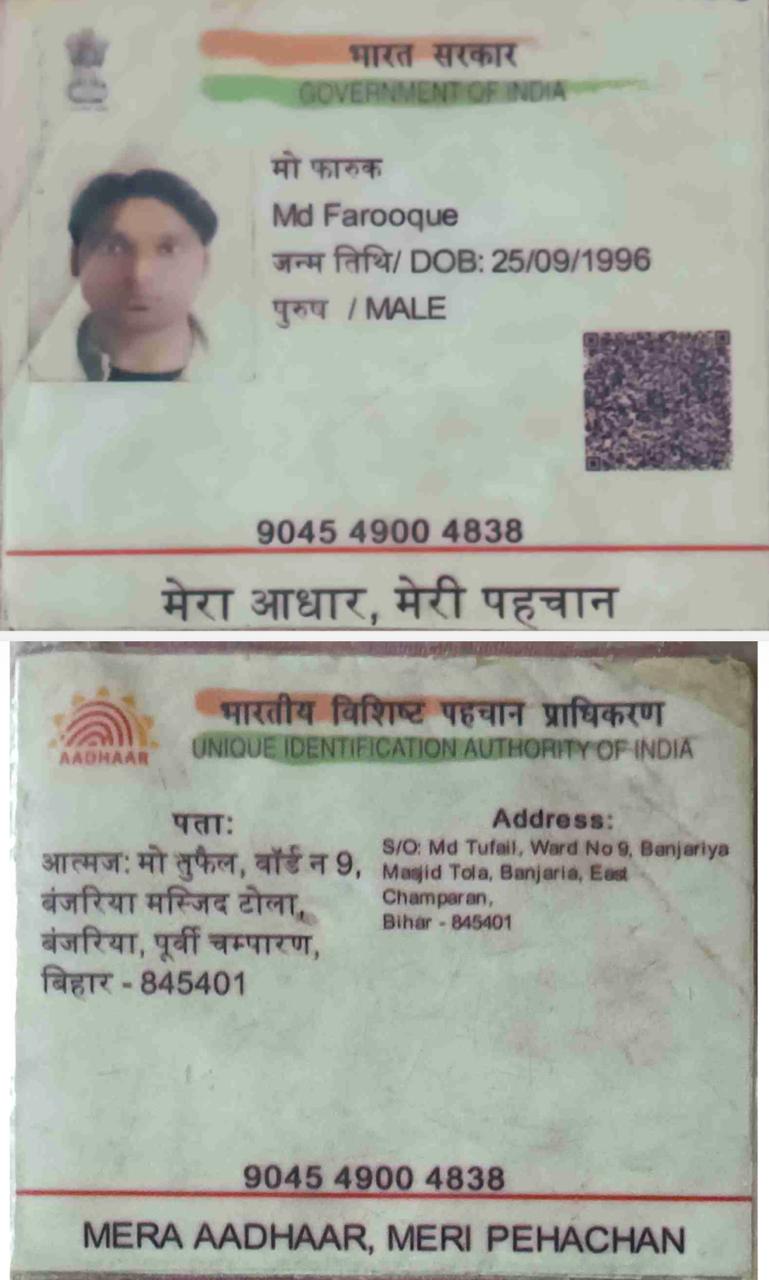 भारत सरकार
GOVERNMENT OF INDIA
मो फारुक
Md Farooque
जन्म तिथि/ DOB: 25/09/1996
पुरुष / MALE
9045 4900 4838
मेरा आधार, मेरी पहचान
भारतीय विशिष्ट पहचान प्राधिकरण
UNIQUE IDENTIFICATION AUTHORITY OF INDIA
AADHAAR
पता:
आत्मज: मो तुफैल, वॉर्ड न 9,
बंजरिया मस्जिद टोला,
बंजरिया, पूर्वी चम्पारण,
बिहार - 845401
Address:
S/O: Md Tufail, Ward No 9, Banjariya
Masjid Tola, Banjaria, East
Champaran,
Bihar - 845401
9045 4900 4838
MERA AADHAAR, MERI PEHACHAN